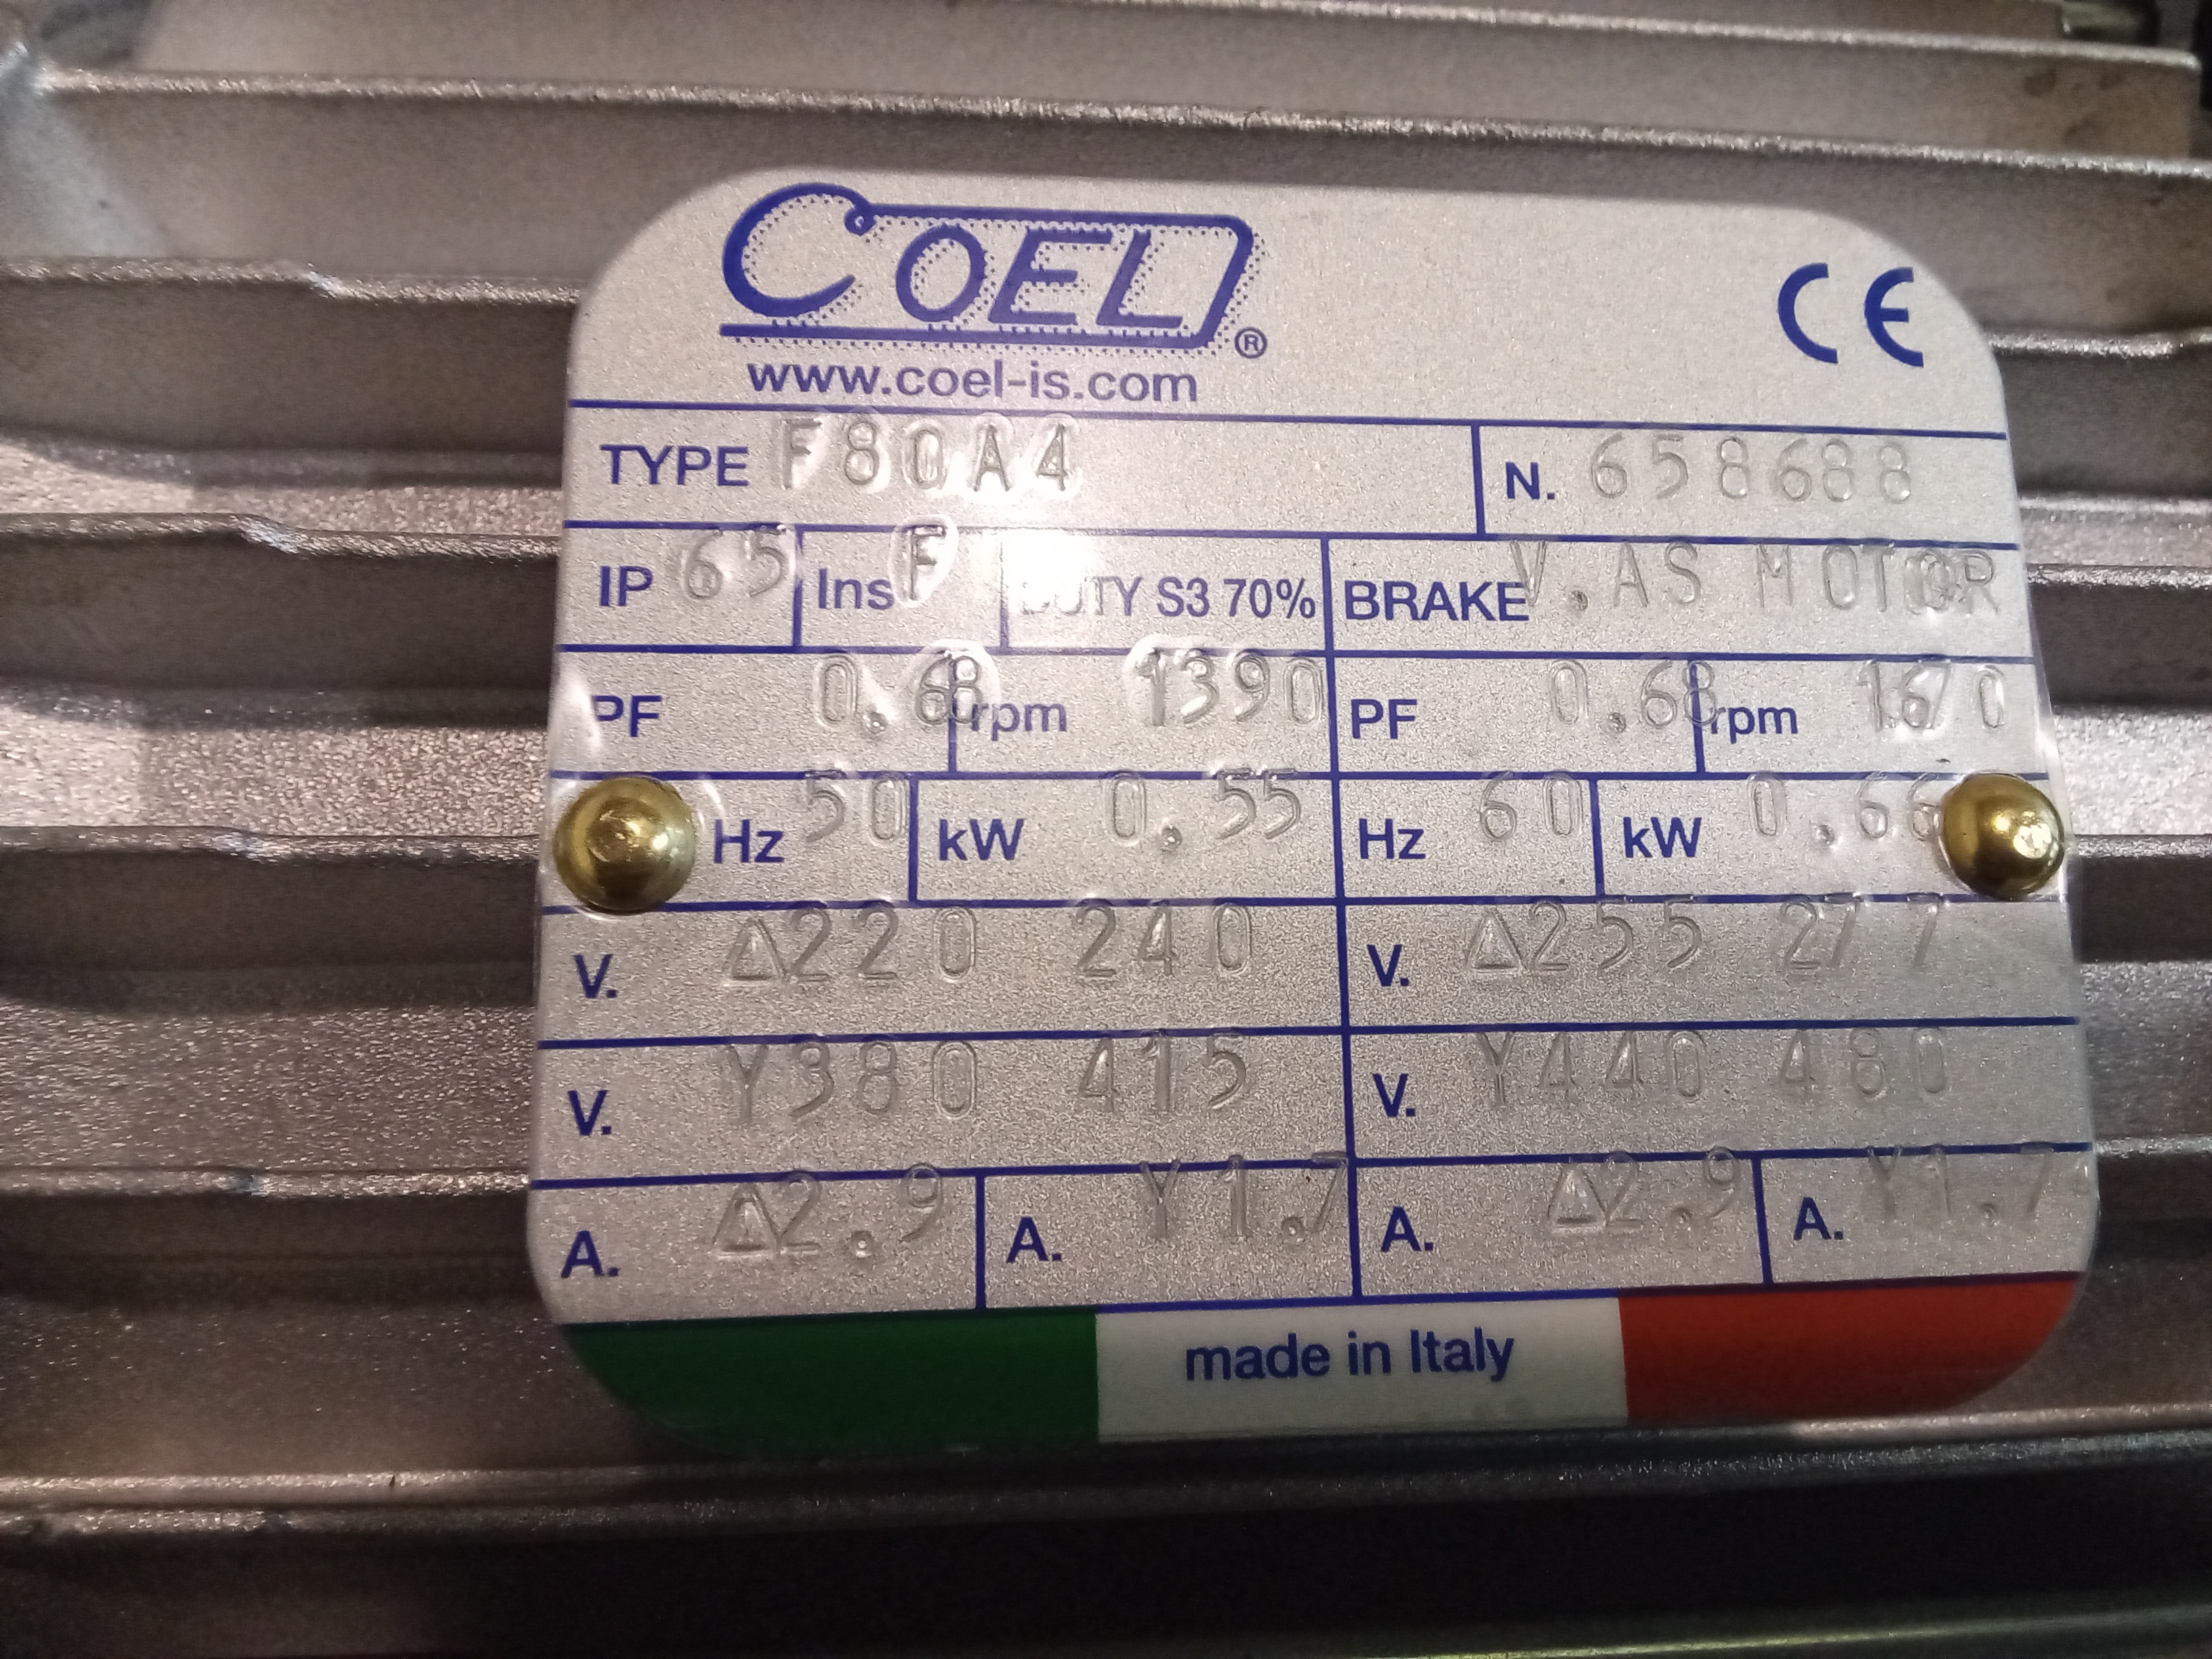 COEL ®
www.coel-is.com
CE
TYPE F80A4 N. 658688
IP 65 Ins F DUTY S3 70% BRAKE V.AS MOTOR
PF 0.68 rpm 1390 PF 0.68 rpm 1670
Hz 50 kW 0.55 Hz 60 kW 0.66
V. Δ220 240 V. Δ255 277
V. Y380 415 V. Y440 480
A. Δ2.9 A. Y1.7 A. Δ2.9 A. Y1.7
made in Italy